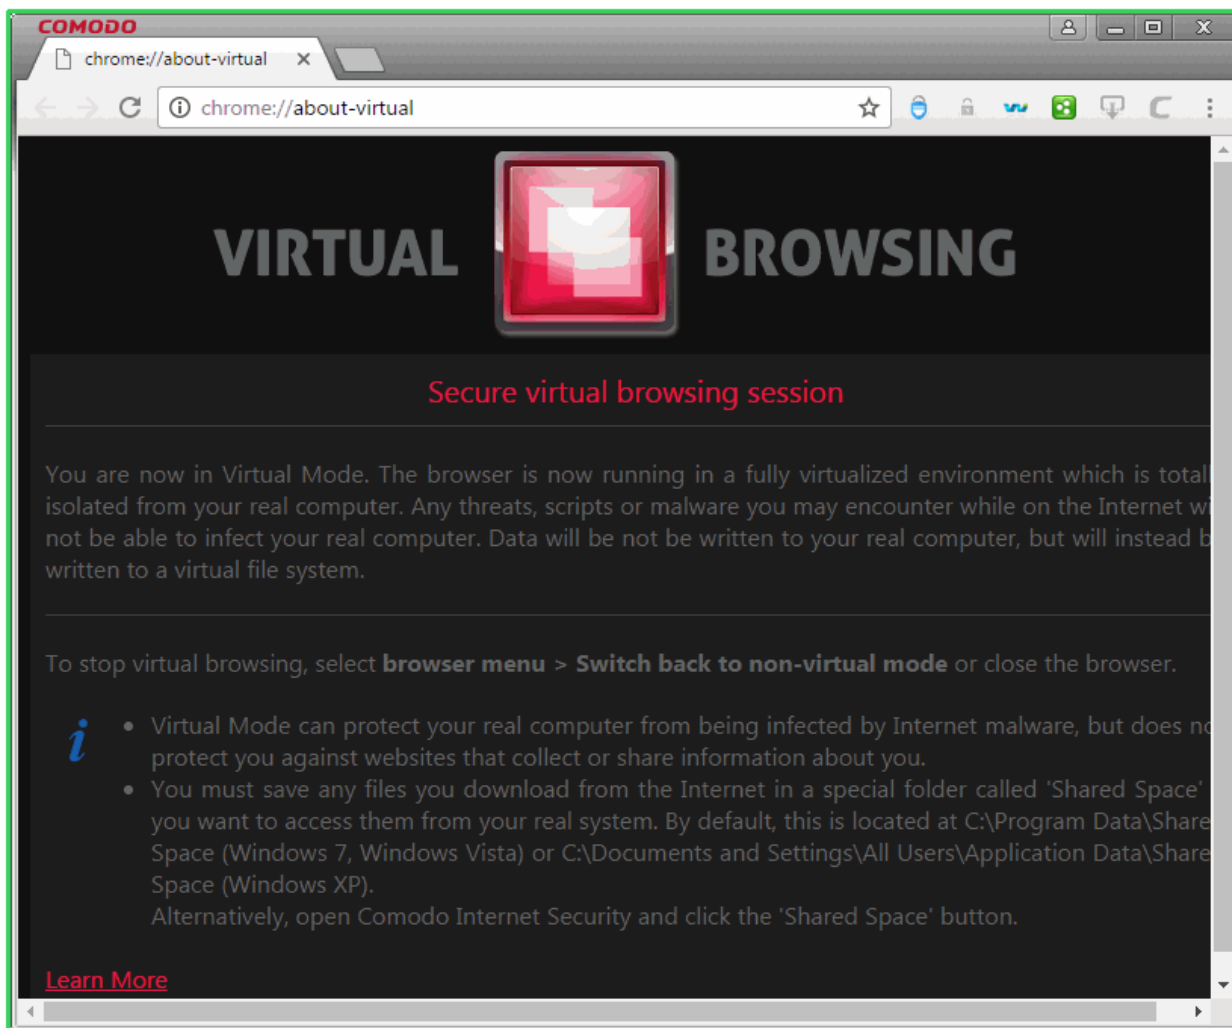 COMODO
chrome://about-virtual
chrome://about-virtual
VIRTUAL BROWSING
Secure virtual browsing session
You are now in Virtual Mode. The browser is now running in a fully virtualized environment which is totall
isolated from your real computer. Any threats, scripts or malware you may encounter while on the Internet wi
not be able to infect your real computer. Data will be not be written to your real computer, but will instead b
written to a virtual file system.
To stop virtual browsing, select browser menu > Switch back to non-virtual mode or close the browser.
• Virtual Mode can protect your real computer from being infected by Internet malware, but does no
protect you against websites that collect or share information about you.
• You must save any files you download from the Internet in a special folder called 'Shared Space'
you want to access them from your real system. By default, this is located at C:\Program Data\Share
Space (Windows 7, Windows Vista) or C:\Documents and Settings\All Users\Application Data\Share
Space (Windows XP).
Alternatively, open Comodo Internet Security and click the 'Shared Space' button.
Learn More